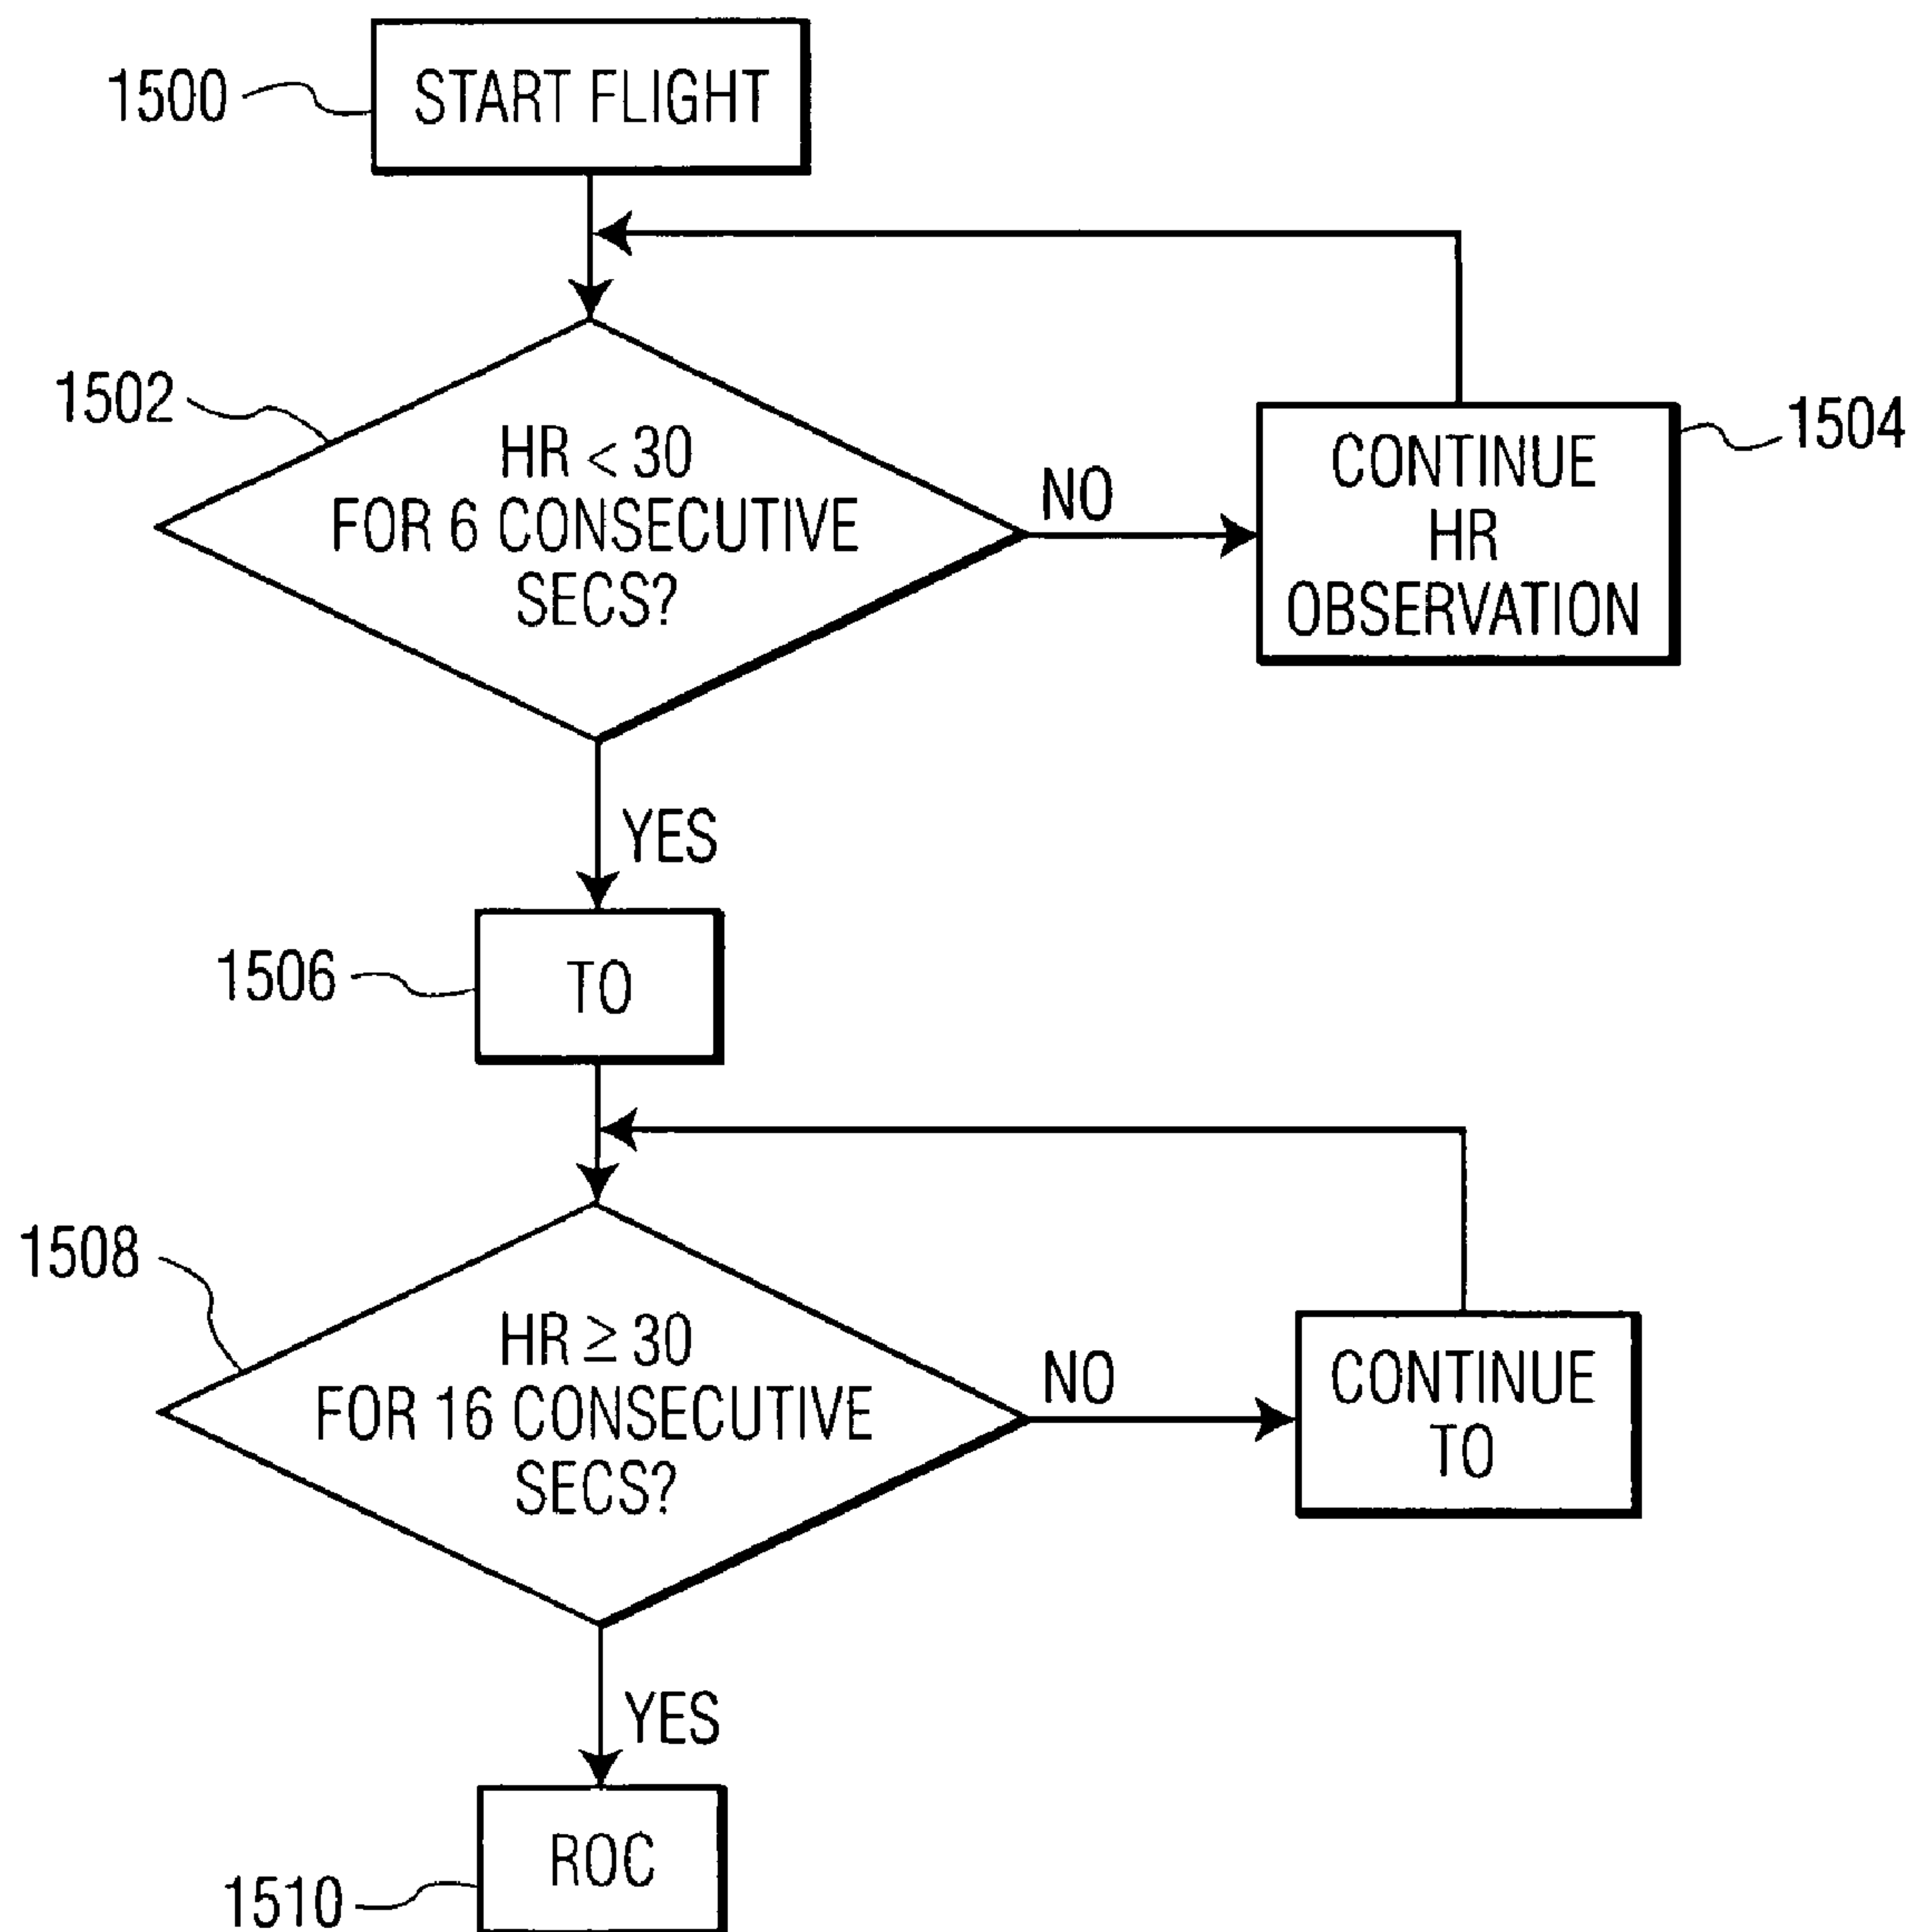 1500
START FLIGHT
1502
HR < 30
FOR 6 CONSECUTIVE
SECS?
NO
CONTINUE
HR
OBSERVATION
1504
YES
1506
TO
1508
HR ≥ 30
FOR 16 CONSECUTIVE
SECS?
NO
CONTINUE
TO
YES
ROC
1510